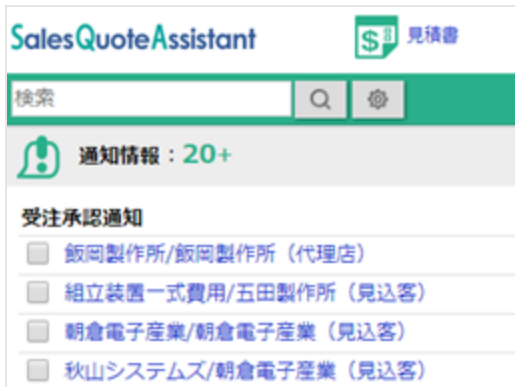 SalesQuoteAssistant
見積書
検索
通知情報：20+
受注承認通知
飯岡製作所/飯岡製作所（代理店）
組立装置一式費用/五田製作所（見込客）
朝倉電子産業/朝倉電子産業（見込客）
秋山システムズ/朝倉電子産業（見込客）